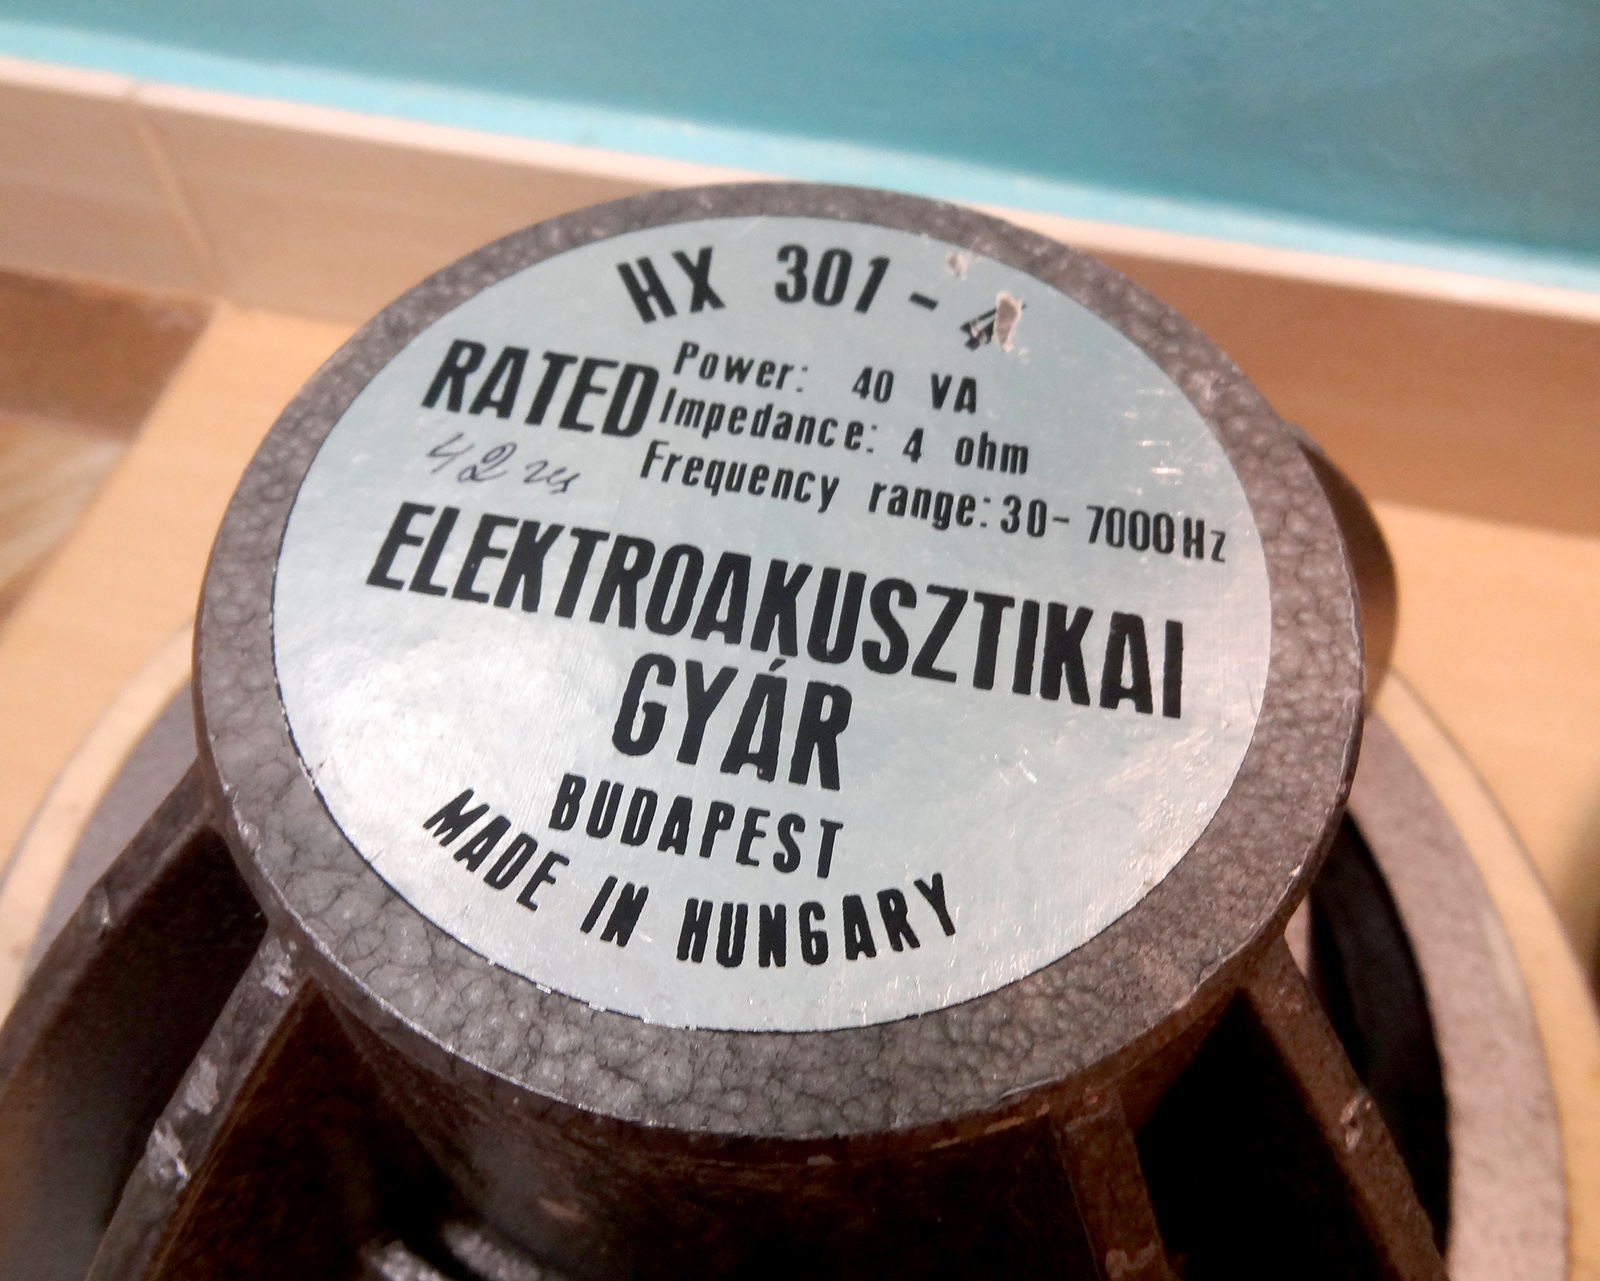 HX 301 -
RATED
Power: 40 VA
Impedance: 4 ohm
Frequency range: 30 - 7000 Hz
42
ELEKTROAKUSZTIKAI
GYÁR
BUDAPEST
MADE IN HUNGARY